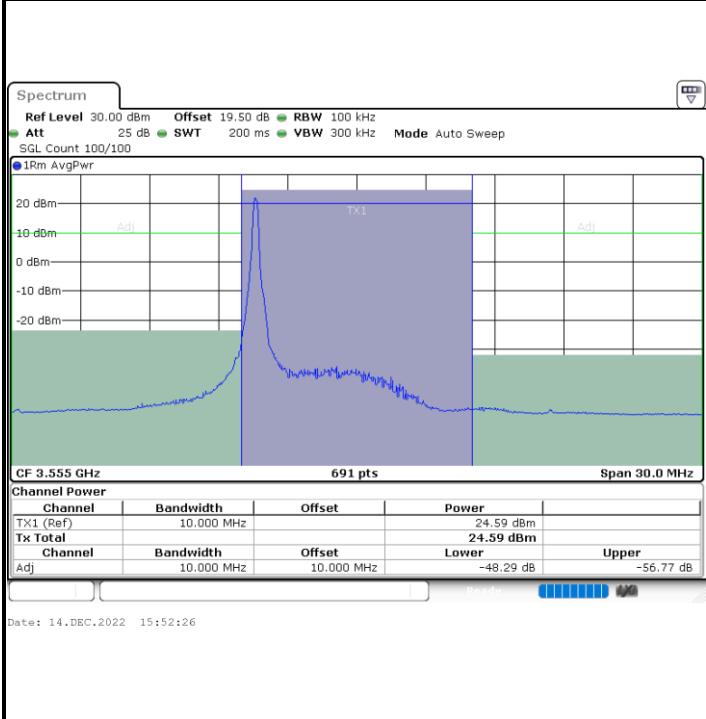 Spectrum
Ref Level 30.00 dBm Offset 19.50 dB RBW 100 kHz
Att 25 dB SWT 200 ms VBW 300 kHz Mode Auto Sweep
SGL Count 100/100
1Rm AvgPwr
20 dBm
TX1
Adj
Adj
10 dBm
0 dBm
-10 dBm
-20 dBm
CF 3.555 GHz 691 pts Span 30.0 MHz
Channel Power
Channel Bandwidth Offset Power
TX1 (Ref) 10.000 MHz 24.59 dBm
Tx Total 24.59 dBm
Channel Bandwidth Offset Lower Upper
Adj 10.000 MHz 10.000 MHz -48.29 dB -56.77 dB
Ready
Date: 14.DEC.2022 15:52:26